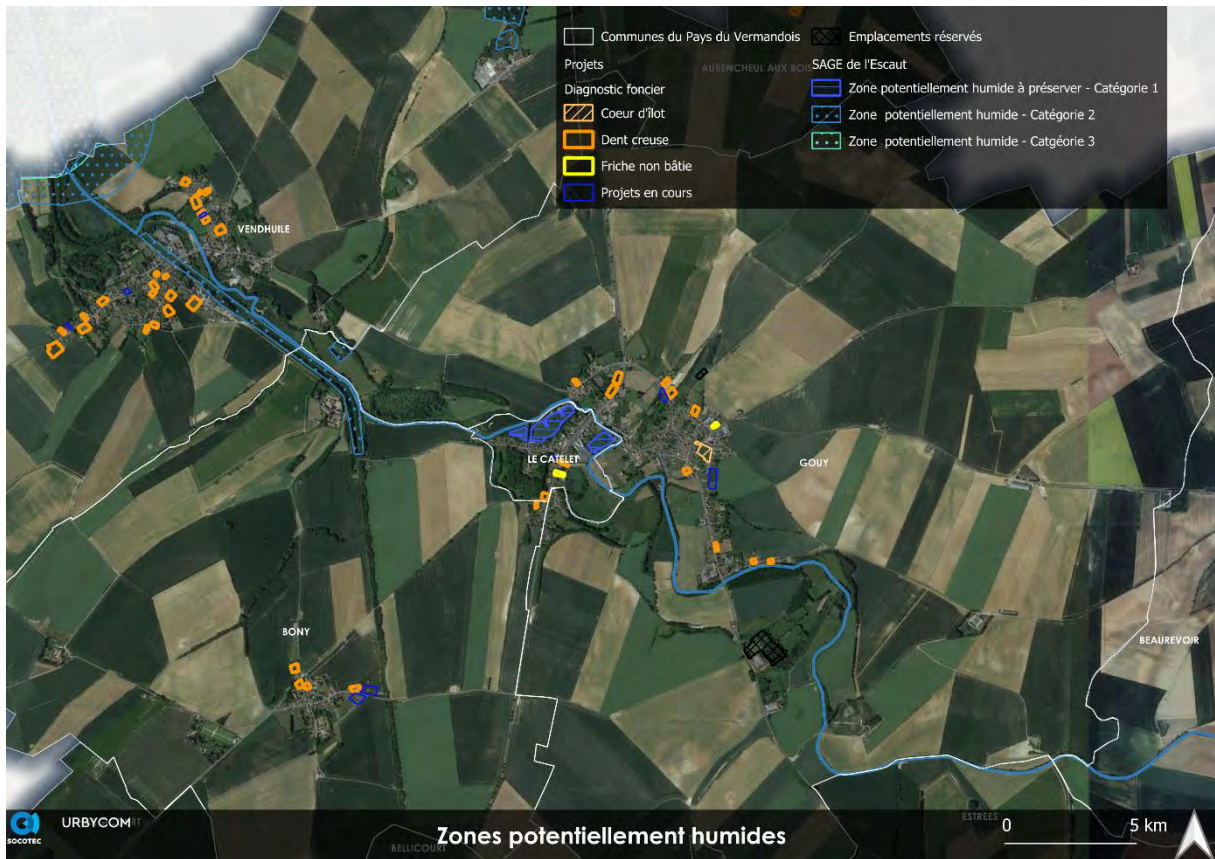 Communes du Pays du Vermandois
Projets
Diagnostic foncier
Coeur d'îlot
Dent creuse
Friche non bâtie
Projets en cours
Emplacements réservés
SAGE de l'Escaut
Zone potentiellement humide à préserver - Catégorie 1
Zone potentiellement humide - Catégorie 2
Zone potentiellement humide - Catgéorie 3
AUBENCHEUL AUX BOIS
VENDHUILE
LE CATELET
GOUY
BONY
BEAUREVOIR
ESTREES
BELLICOURT
SOCOTEC
URBYCOM
Zones potentiellement humides
0 5 km